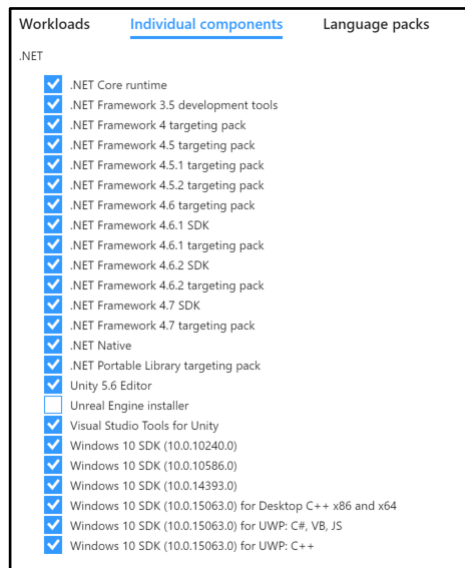 Workloads Individual components Language packs
.NET
.NET Core runtime
.NET Framework 3.5 development tools
.NET Framework 4 targeting pack
.NET Framework 4.5 targeting pack
.NET Framework 4.5.1 targeting pack
.NET Framework 4.5.2 targeting pack
.NET Framework 4.6 targeting pack
.NET Framework 4.6.1 SDK
.NET Framework 4.6.1 targeting pack
.NET Framework 4.6.2 SDK
.NET Framework 4.6.2 targeting pack
.NET Framework 4.7 SDK
.NET Framework 4.7 targeting pack
.NET Native
.NET Portable Library targeting pack
Unity 5.6 Editor
Unreal Engine installer
Visual Studio Tools for Unity
Windows 10 SDK (10.0.10240.0)
Windows 10 SDK (10.0.10586.0)
Windows 10 SDK (10.0.14393.0)
Windows 10 SDK (10.0.15063.0) for Desktop C++ x86 and x64
Windows 10 SDK (10.0.15063.0) for UWP: C#, VB, JS
Windows 10 SDK (10.0.15063.0) for UWP: C++